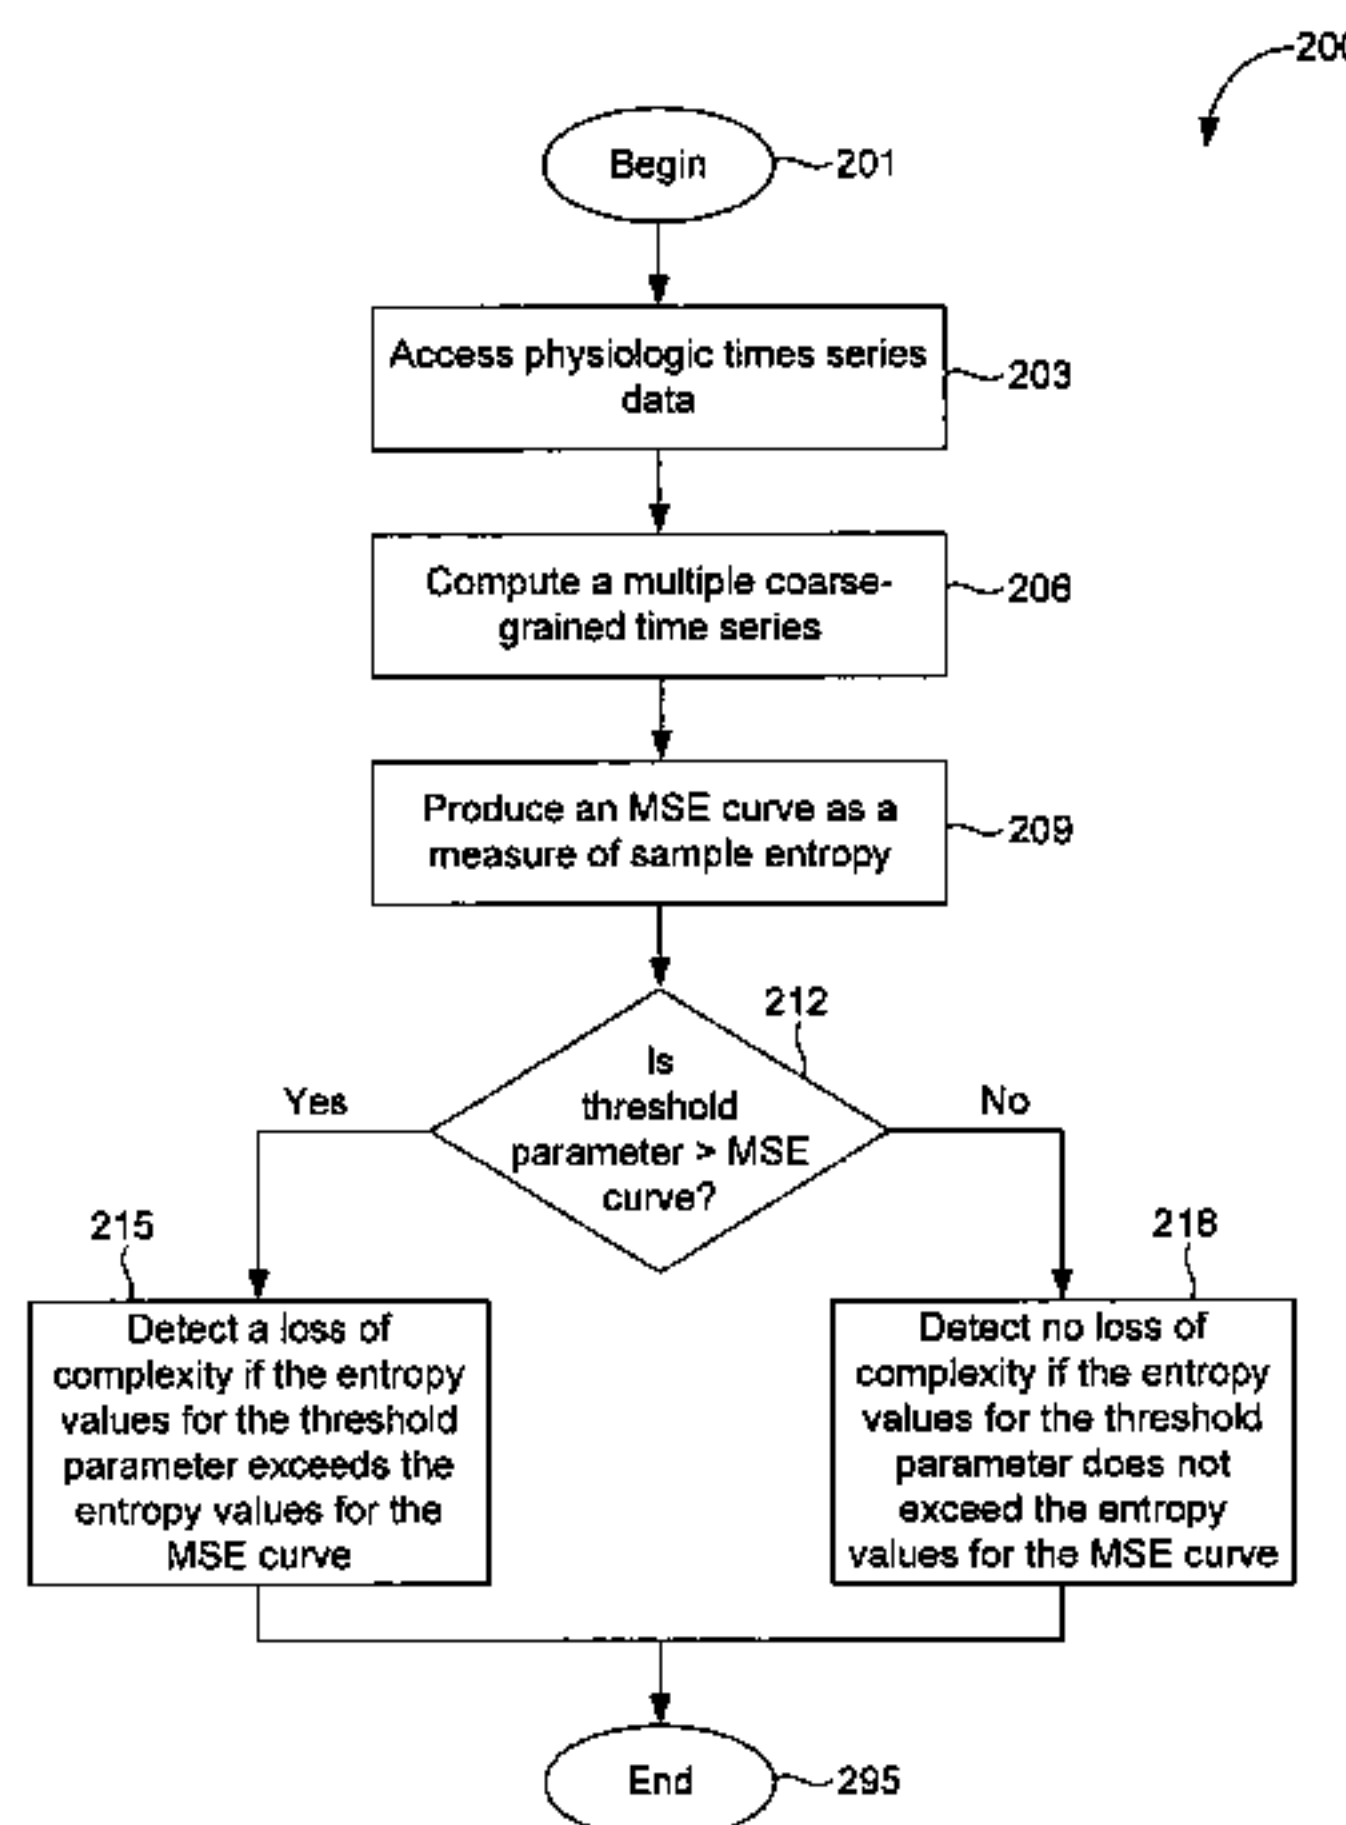 200
Begin
201
Access physiologic times series
data
203
Compute a multiple coarse-
grained time series
206
Produce an MSE curve as a
measure of sample entropy
209
212
Is
threshold
parameter > MSE
curve?
Yes
No
215
Detect a loss of
complexity if the entropy
values for the threshold
parameter exceeds the
entropy values for the
MSE curve
218
Detect no loss of
complexity if the entropy
values for the threshold
parameter does not
exceed the entropy
values for the MSE curve
End
295